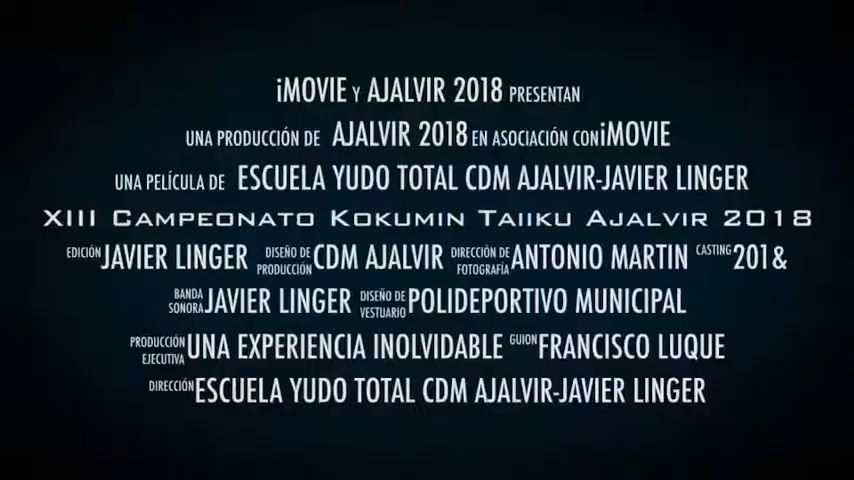 iMOVIE Y AJALVIR 2018 PRESENTAN
UNA PRODUCCIÓN DE AJALVIR 2018 EN ASOCIACIÓN CON iMOVIE
UNA PELÍCULA DE ESCUELA YUDO TOTAL CDM AJALVIR-JAVIER LINGER
XIII CAMPEONATO KOKUMIN TAIIKU AJALVIR 2018
EDICIÓN JAVIER LINGER DISEÑO DE PRODUCCIÓN CDM AJALVIR DIRECCIÓN DE FOTOGRAFÍA ANTONIO MARTIN CASTING 201&
BANDA SONORA JAVIER LINGER DISEÑO DE VESTUARIO POLIDEPORTIVO MUNICIPAL
PRODUCCIÓN EJECUTIVA UNA EXPERIENCIA INOLVIDABLE GUION FRANCISCO LUQUE
DIRECCIÓN ESCUELA YUDO TOTAL CDM AJALVIR-JAVIER LINGER